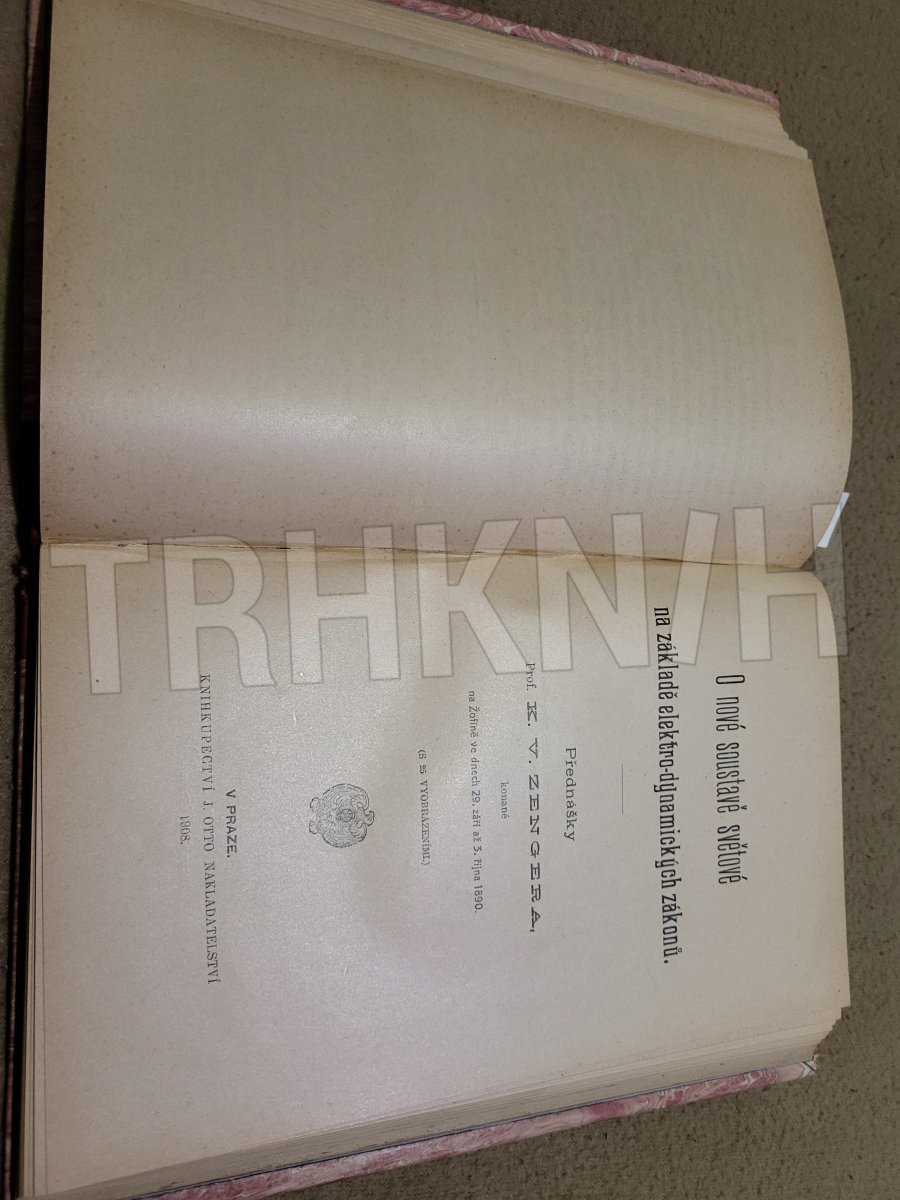 O nové soustavě světové
na základě elektro-dynamických zákonů.
Přednášky
Prof. K. V. ZENGERA,
konané
na Žofíně ve dnech 29. září až 3. října 1890.
(S 25 VYOBRAZENÍMI.)
V PRAZE.
KNIHKUPECTVÍ J. OTTO NAKLADATELSTVÍ
1908.
TRHKNIH